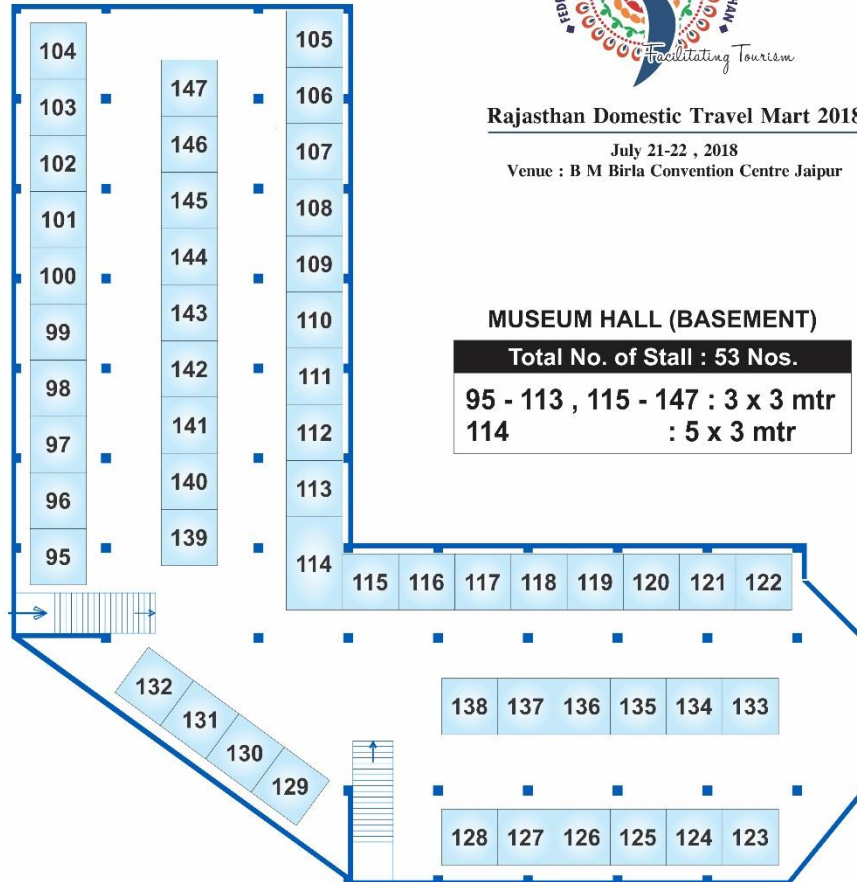 FEDE
HAN
Facilitating Tourism
Rajasthan Domestic Travel Mart 2018
July 21-22 , 2018
Venue : B M Birla Convention Centre Jaipur
MUSEUM HALL (BASEMENT)
Total No. of Stall : 53 Nos.
95 - 113 , 115 - 147 : 3 x 3 mtr
114 : 5 x 3 mtr
104
103
102
101
100
99
98
97
96
95
147
146
145
144
143
142
141
140
139
105
106
107
108
109
110
111
112
113
114
115 116 117 118 119 120 121 122
132
131
130
129
138 137 136 135 134 133
128 127 126 125 124 123